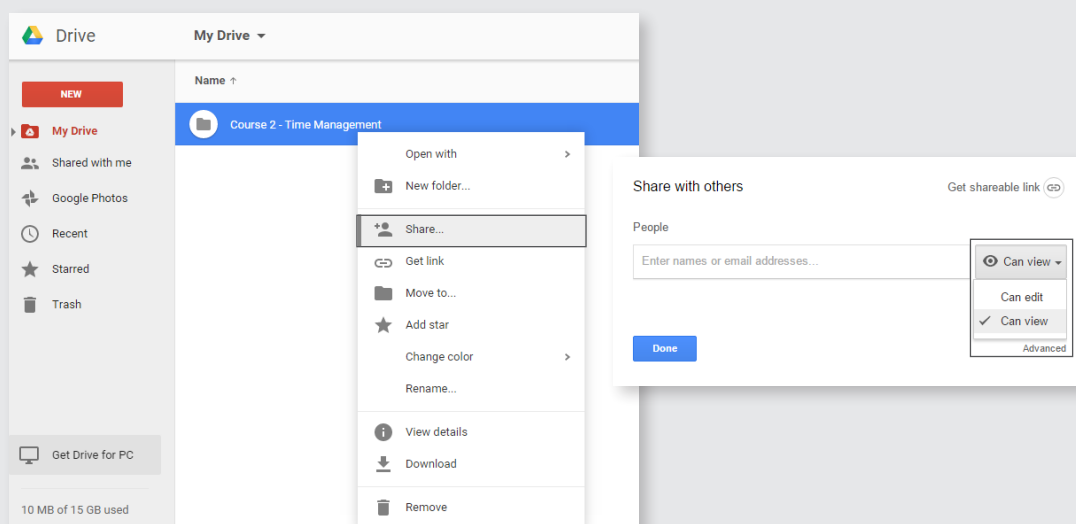 Drive
My Drive
NEW
My Drive
Shared with me
Google Photos
Recent
Starred
Trash
Get Drive for PC
10 MB of 15 GB used
Name ↑
Course 2 - Time Management
Open with
New folder...
Share...
Get link
Move to...
Add star
Change color
Rename...
View details
Download
Remove
Share with others
Get shareable link
People
Enter names or email addresses...
Can view
Can edit
Can view
Advanced
Done